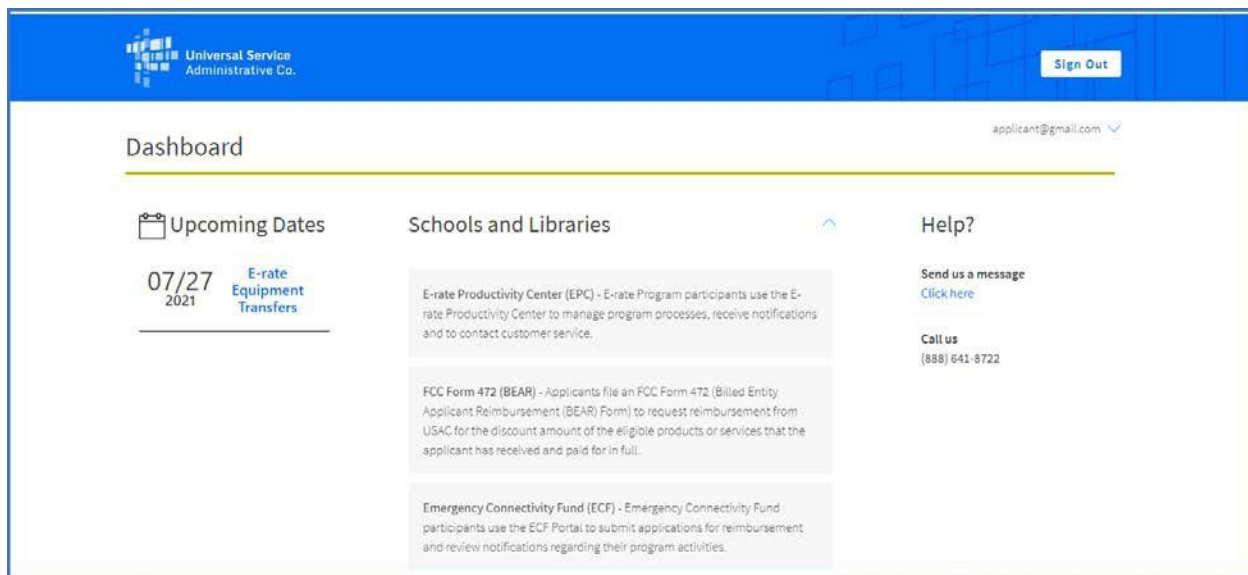 Universal Service
Administrative Co.
Sign Out
applicant@gmail.com
Dashboard
Upcoming Dates
07/27
2021
E-rate
Equipment
Transfers
Schools and Libraries
E-rate Productivity Center (EPC) - E-rate Program participants use the E-
rate Productivity Center to manage program processes, receive notifications
and to contact customer service.
FCC Form 472 (BEAR) - Applicants file an FCC Form 472 (Billed Entity
Applicant Reimbursement (BEAR) Form) to request reimbursement from
USAC for the discount amount of the eligible products or services that the
applicant has received and paid for in full.
Emergency Connectivity Fund (ECF) - Emergency Connectivity Fund
participants use the ECF Portal to submit applications for reimbursement
and review notifications regarding their program activities.
Help?
Send us a message
Click here
Call us
(888) 641-8722